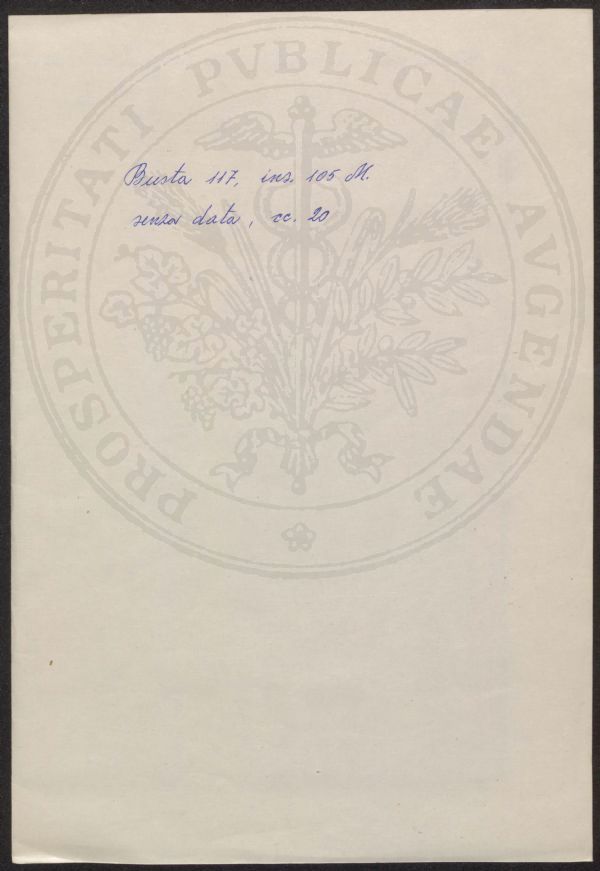 PROSPERITATI PVBLICAE AVGENDAE
Busta 117, ins. 105 M.
senza data, cc. 20